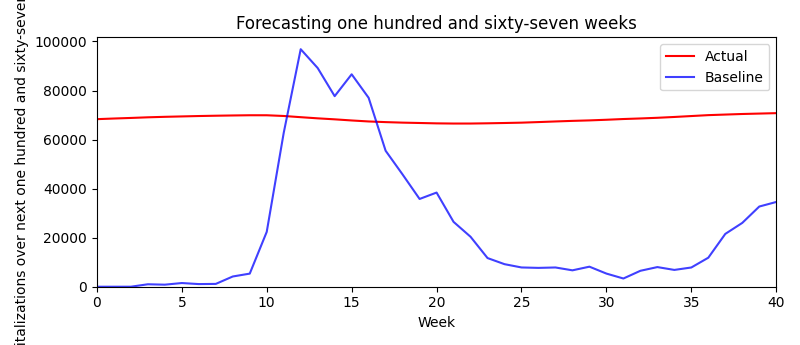 Forecasting one hundred and sixty-seven weeks
italizations over next one hundred and sixty-seven
100000
80000
60000
40000
20000
0
Actual
Baseline
0 5 10 15 20 25 30 35 40
Week